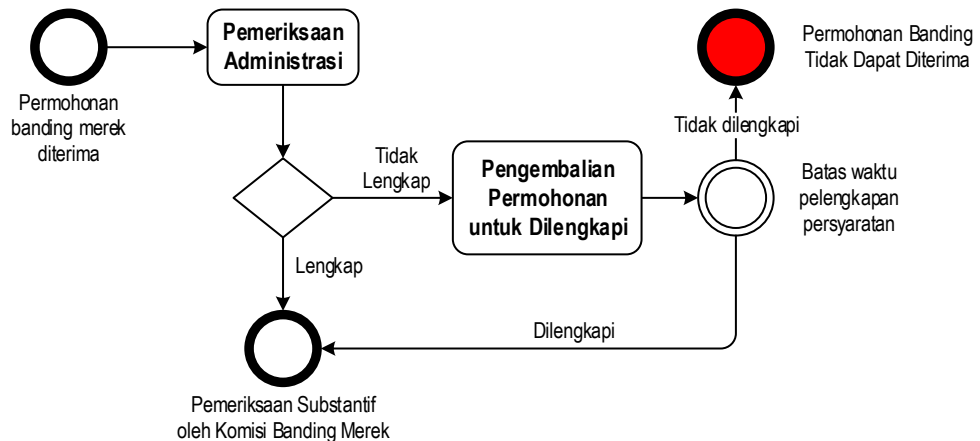 Permohonan
banding merek
diterima
Pemeriksaan
Administrasi
Tidak
Lengkap
Lengkap
Pengembalian
Permohonan
untuk Dilengkapi
Permohonan Banding
Tidak Dapat Diterima
Tidak dilengkapi
Batas waktu
pelengkapan
persyaratan
Dilengkapi
Pemeriksaan Substantif
oleh Komisi Banding Merek